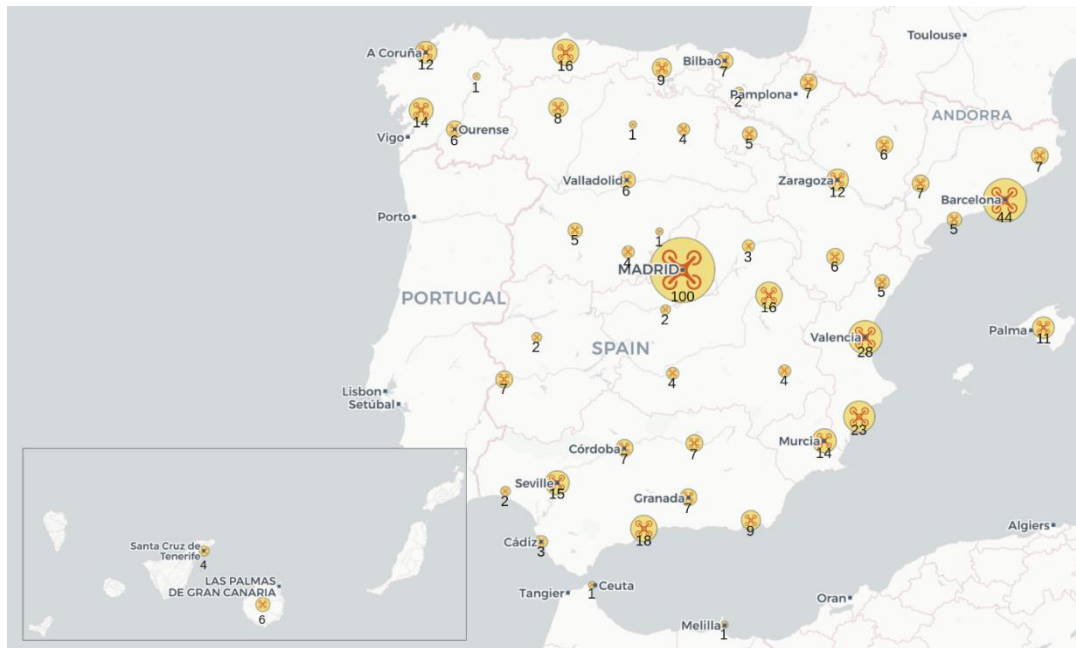 Toulouse
A Coruña
12
16
Bilbao
7
9
1
2
Pamplona
7
ANDORRA
14
8
Vigo
Ourense
6
1
4
5
6
7
Valladolid
6
Zaragoza
12
7
Barcelona
44
Porto
5
5
1
4
3
6
MADRID
100
PORTUGAL
16
5
2
Palma
11
Valencia
28
2
SPAIN
4
4
7
Lisbon
Setúbal
23
Murcia
14
Córdoba
7
7
Seville
15
2
Granada
7
18
9
Cádiz
3
Algiers
Santa Cruz de
Tenerife
4
LAS PALMAS
DE GRAN CANARIA
6
Ceuta
1
Tangier
Oran
Melilla
1